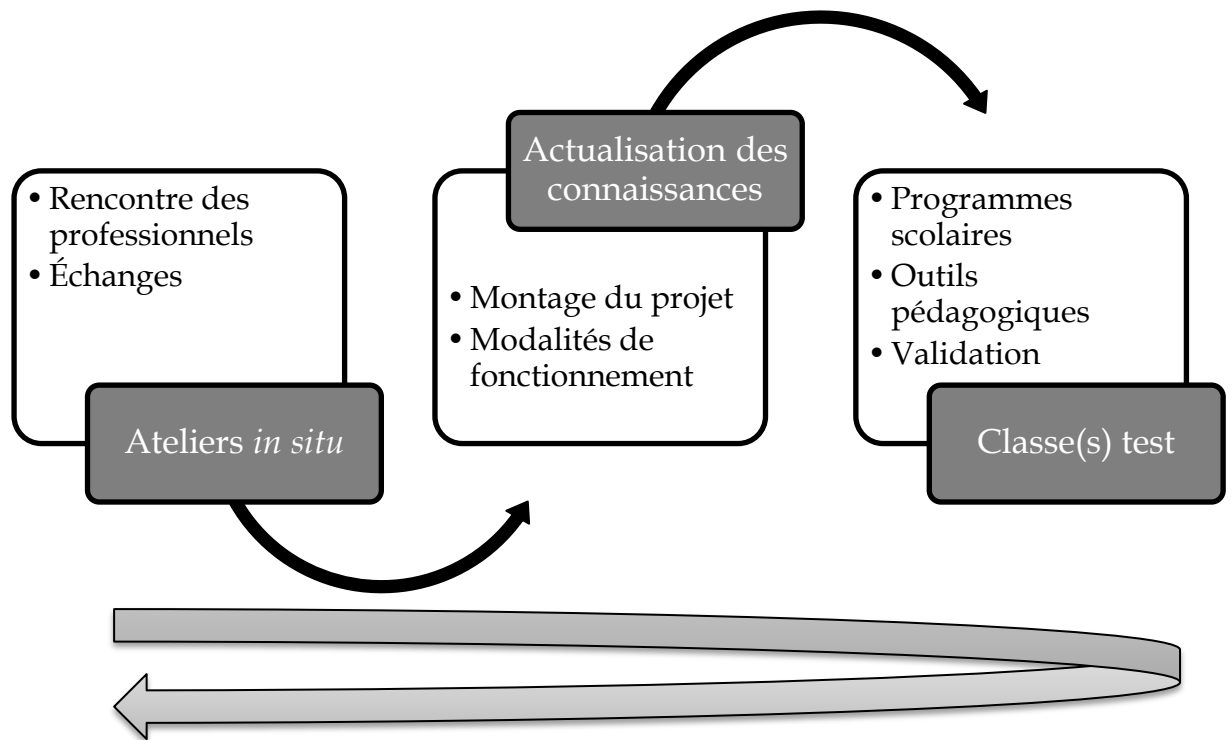 • Rencontre des
professionnels
• Échanges
Ateliers in situ
Actualisation des
connaissances
• Montage du projet
• Modalités de
fonctionnement
• Programmes
scolaires
• Outils
pédagogiques
• Validation
Classe(s) test